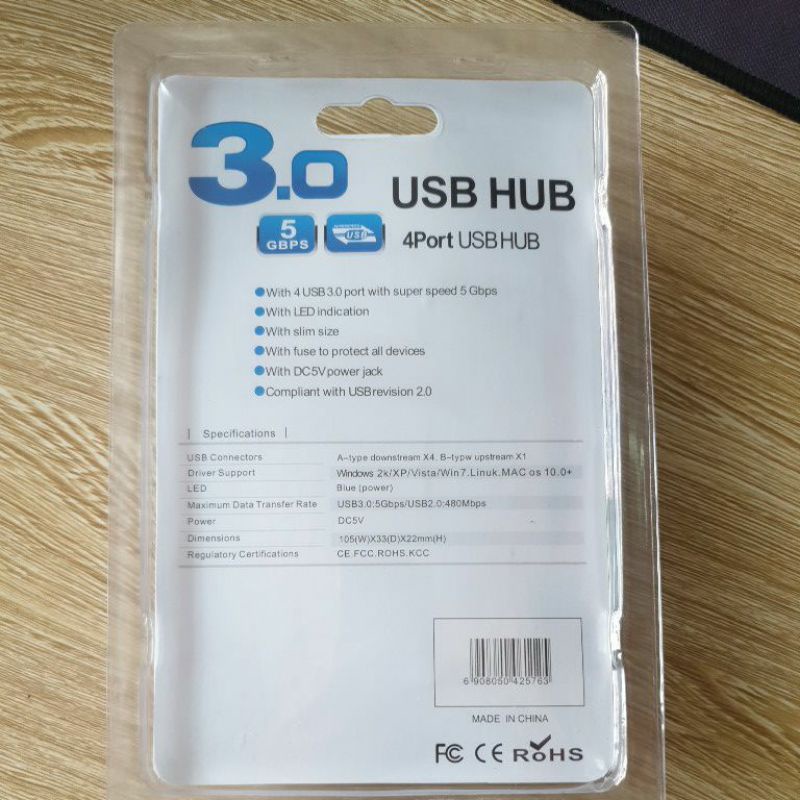 3.0
USB HUB
5
GBPS
USB
4Port USB HUB
With 4 USB 3.0 port with super speed 5 Gbps
With LED indication
With slim size
With fuse to protect all devices
With DC5V power jack
Compliant with USB revision 2.0
| Specifications |
USB Connectors A-type downstream X4. B-typw upstream X1
Driver Support Windows 2k/XP/Vista/Win7.Linuk.MAC os 10.0+
LED Blue (power)
Maximum Data Transfer Rate USB3.0:5Gbps/USB2.0:480Mbps
Power DC5V
Dimensions 105(W)X33(D)X22mm(H)
Regulatory Certifications CE.FCC.ROHS.KCC
6 908050 425763
MADE IN CHINA
FC CE RoHS